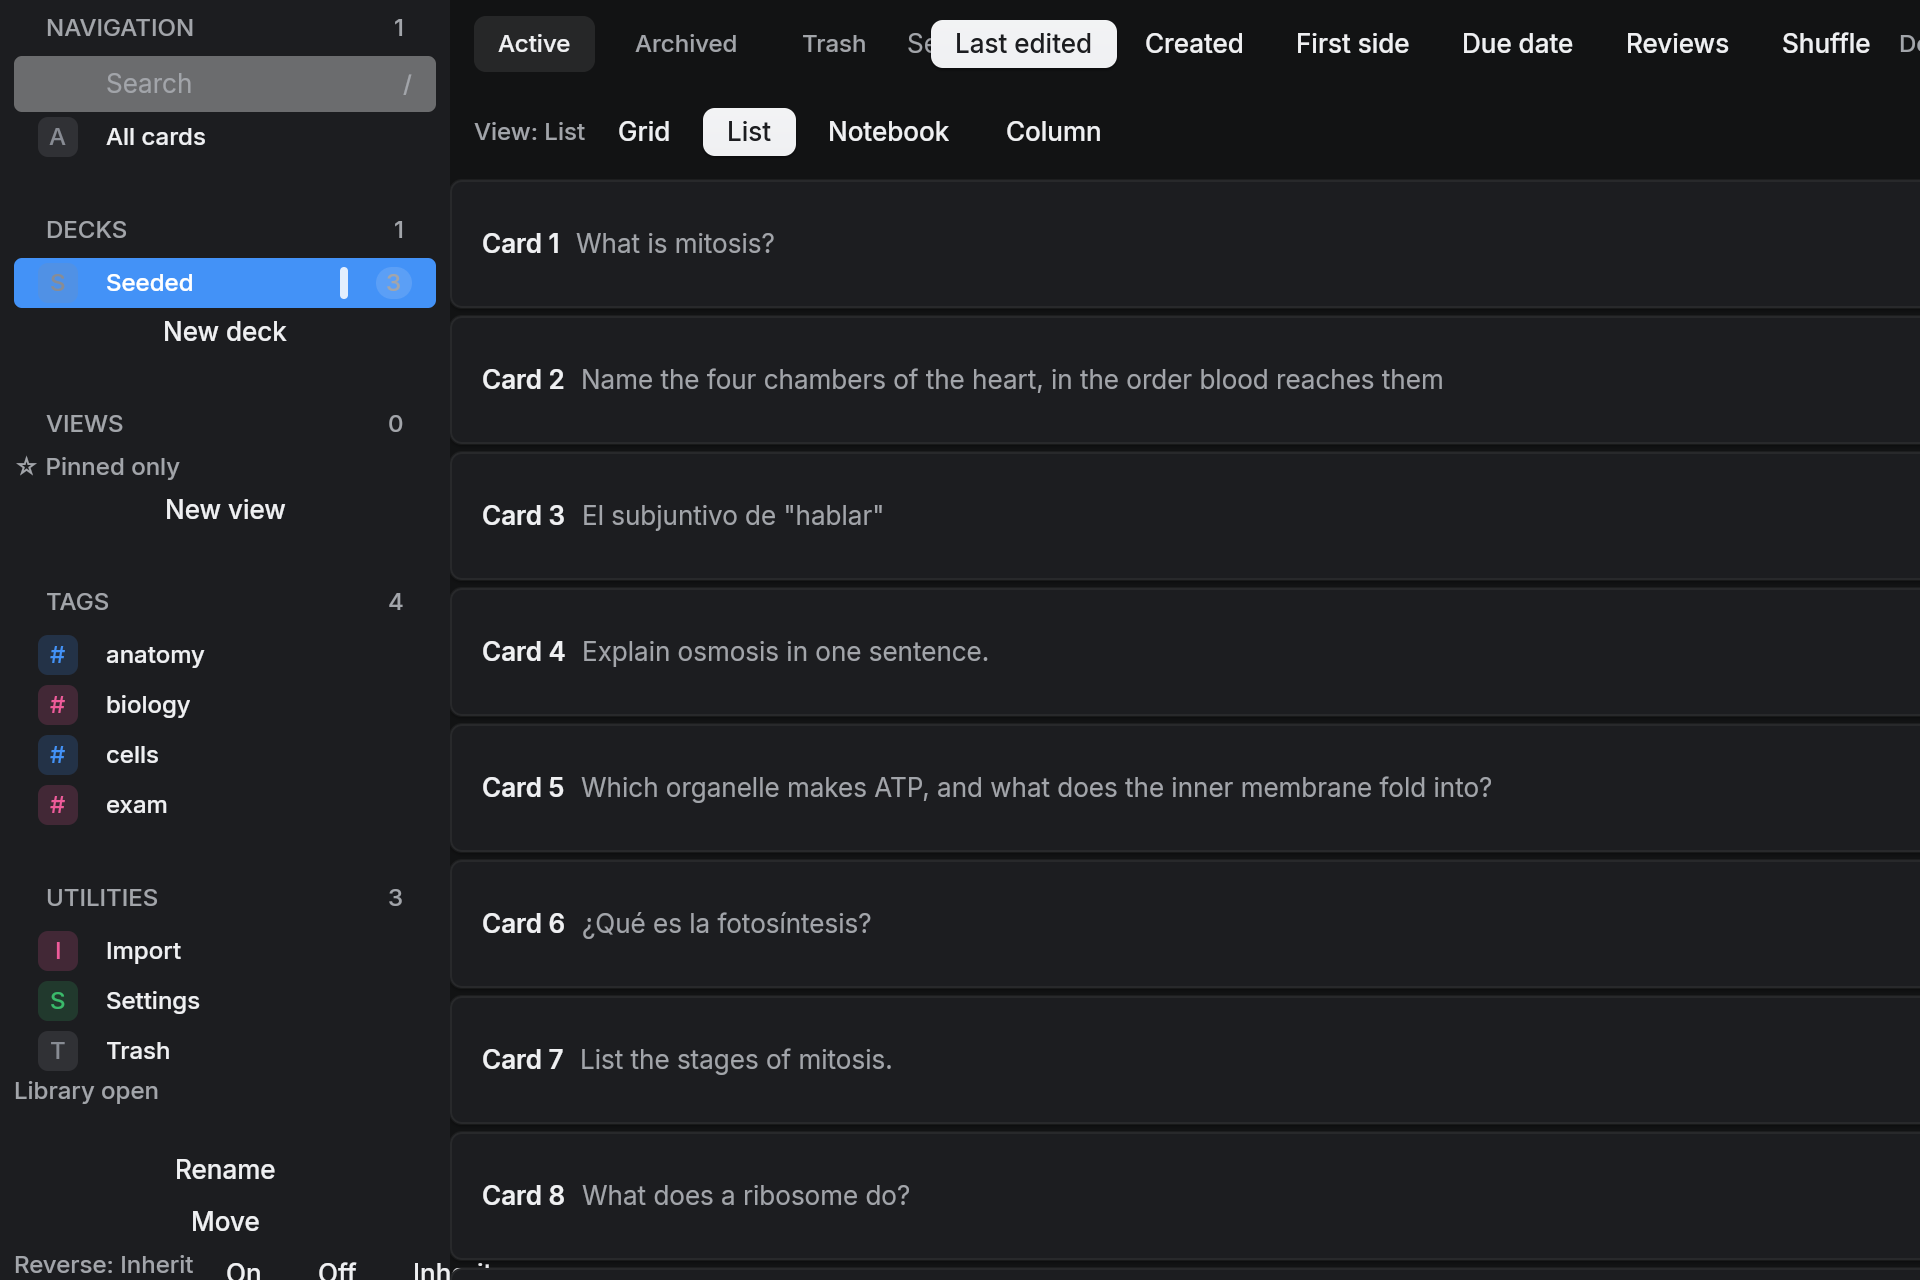 NAVIGATION 1
Search /
A All cards
DECKS 1
S Seeded 3
New deck
VIEWS 0
☆ Pinned only
New view
TAGS 4
# anatomy
# biology
# cells
# exam
UTILITIES 3
I Import
S Settings
T Trash
Library open
Rename
Move
Reverse: Inherit On Off
Active Archived Trash Last edited Created First side Due date Reviews Shuffle
View: List Grid List Notebook Column
Card 1 What is mitosis?
Card 2 Name the four chambers of the heart, in the order blood reaches them
Card 3 El subjuntivo de "hablar"
Card 4 Explain osmosis in one sentence.
Card 5 Which organelle makes ATP, and what does the inner membrane fold into?
Card 6 ¿Qué es la fotosíntesis?
Card 7 List the stages of mitosis.
Card 8 What does a ribosome do?